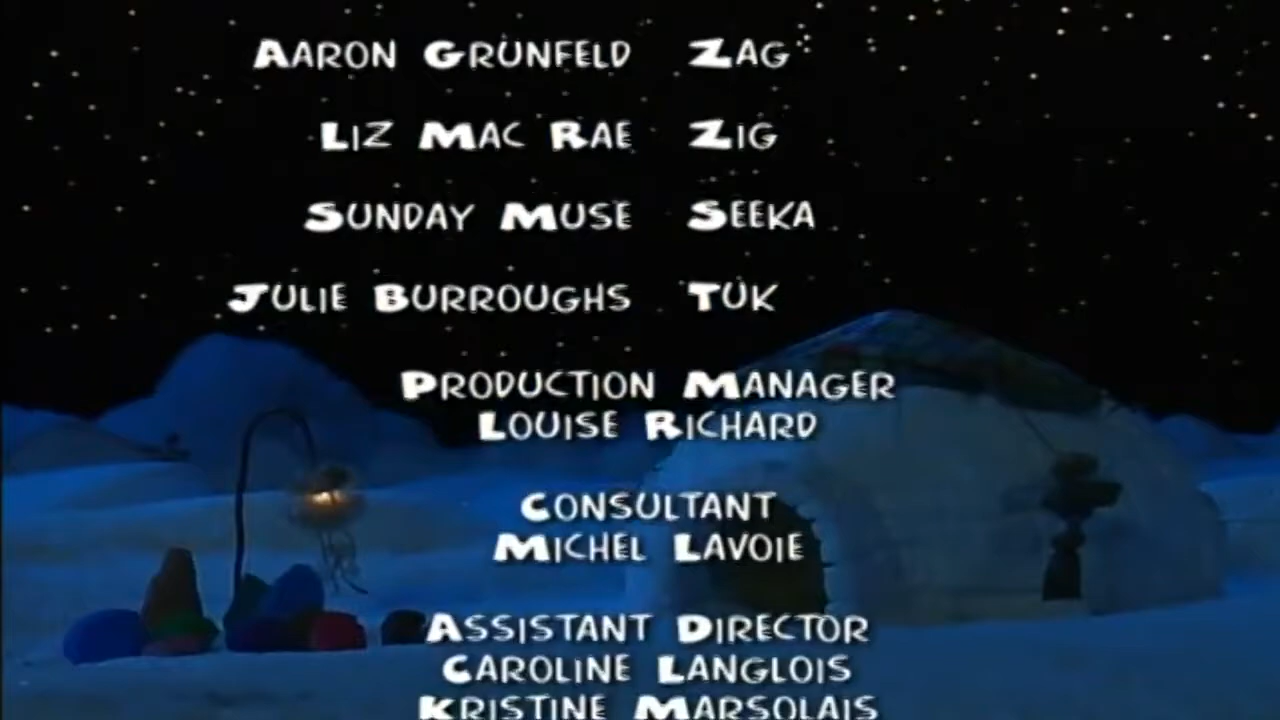 Aaron Grunfeld Zag
Liz Mac Rae Zig
Sunday Muse Seeka
Julie Burroughs Tuk
Production Manager
Louise Richard
Consultant
Michel Lavoie
Assistant Director
Caroline Langlois
Kristine Marsolais